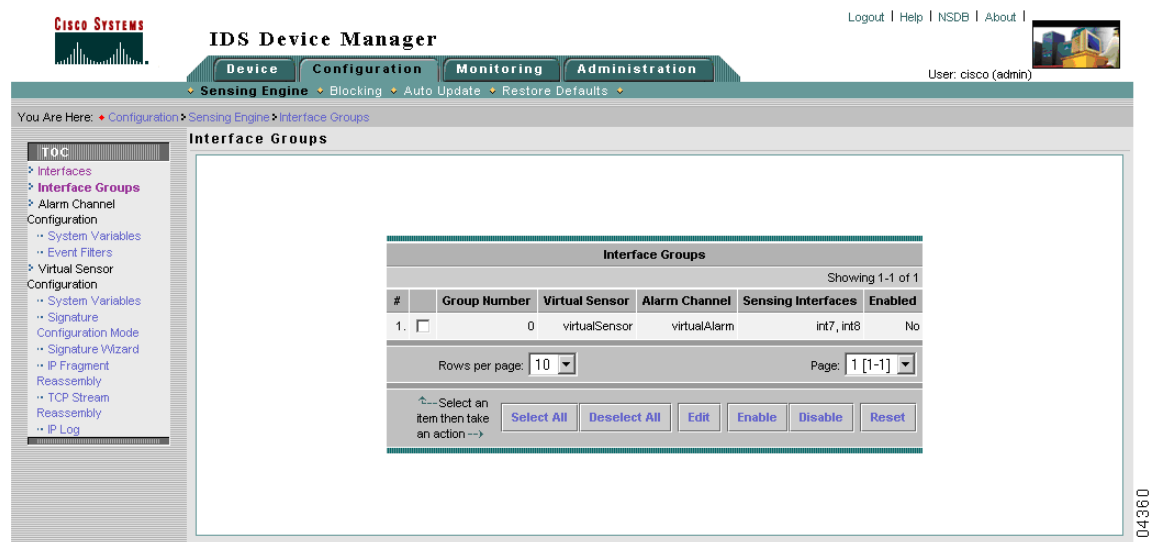 CISCO SYSTEMS
Logout | Help | NSDB | About |
IDS Device Manager
Device Configuration Monitoring Administration
User: cisco (admin)
Sensing Engine Blocking Auto Update Restore Defaults
You Are Here: Configuration Sensing Engine Interface Groups
Interface Groups
TOC
Interfaces
Interface Groups
Alarm Channel
Configuration
System Variables
Event Filters
Virtual Sensor
Configuration
System Variables
Signature
Configuration Mode
Signature Wizard
IP Fragment
Reassembly
TCP Stream
Reassembly
IP Log
Interface Groups
Showing 1-1 of 1
# Group Number Virtual Sensor Alarm Channel Sensing Interfaces Enabled
1. 0 virtualSensor virtualAlarm int7, int8 No
Rows per page: 10 Page: 1 [1-1]
Select an
item then take
an action -->
Select All Deselect All Edit Enable Disable Reset
04360